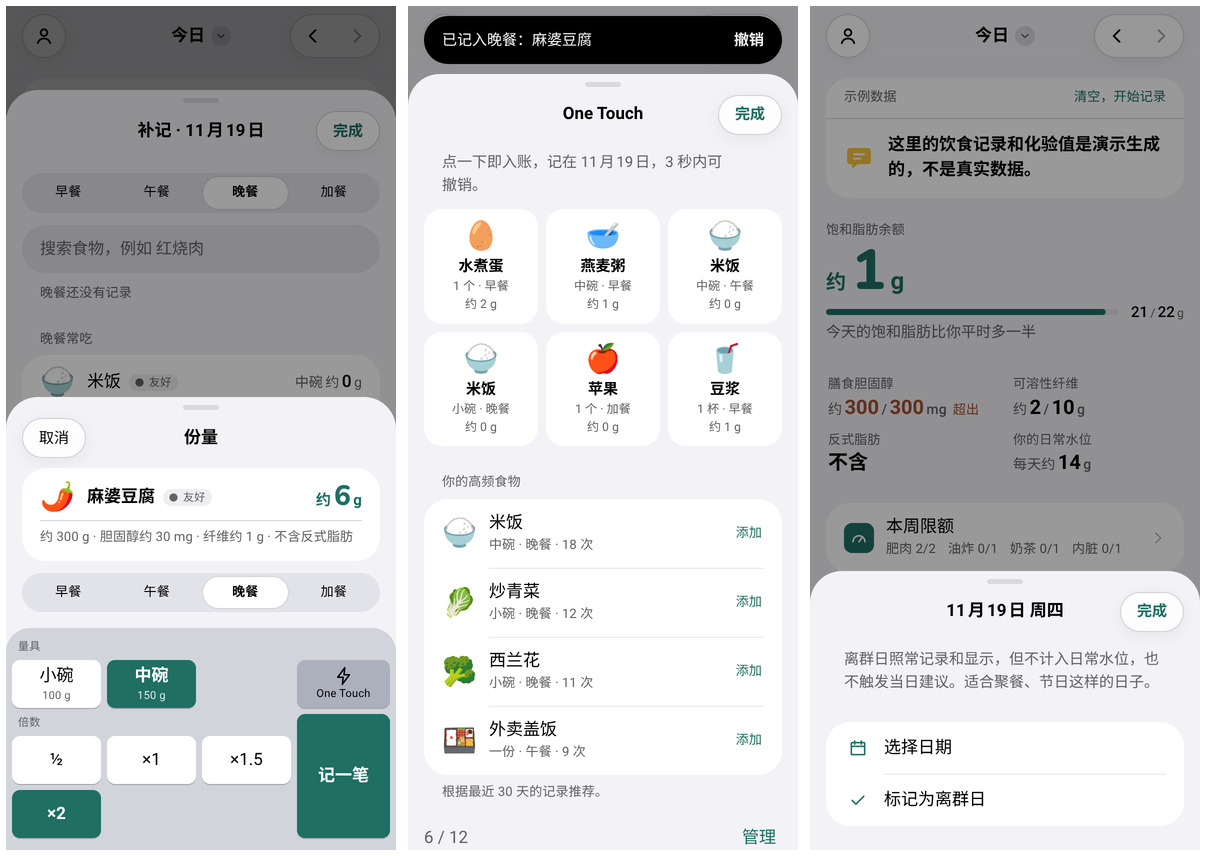 今日
补记 · 11月19日
完成
早餐 午餐 晚餐 加餐
搜索食物，例如 红烧肉
晚餐还没有记录
晚餐常吃
米饭 友好 中碗 约 0 g
取消 份量
麻婆豆腐 友好 约 6 g
约 300 g · 胆固醇约 30 mg · 纤维约 1 g · 不含反式脂肪
早餐 午餐 晚餐 加餐
量具
小碗 中碗
100 g 150 g
One Touch
倍数
½ ×1 ×1.5
记一笔
×2
已记入晚餐：麻婆豆腐 撤销
One Touch 完成
点一下即入账，记在 11月19日，3 秒内可
撤销。
水煮蛋 燕麦粥 米饭
1 个 · 早餐 中碗 · 早餐 中碗 · 午餐
约 2 g 约 1 g 约 0 g
米饭 苹果 豆浆
小碗 · 晚餐 1 个 · 加餐 1 杯 · 早餐
约 0 g 约 0 g 约 1 g
你的高频食物
米饭
中碗 · 晚餐 · 18 次
添加
炒青菜
小碗 · 晚餐 · 12 次
添加
西兰花
小碗 · 晚餐 · 11 次
添加
外卖盖饭
一份 · 午餐 · 9 次
添加
根据最近 30 天的记录推荐。
6 / 12 管理
今日
示例数据 清空，开始记录
这里的饮食记录和化验值是演示生成
的，不是真实数据。
饱和脂肪余额
约 1 g
21 / 22 g
今天的饱和脂肪比你平时多一半
膳食胆固醇 可溶性纤维
约 300 / 300 mg 超出 约 2 / 10 g
反式脂肪 你的日常水位
不含 每天约 14 g
本周限额
肥肉 2/2 油炸 0/1 奶茶 0/1 内脏 0/1
11月19日 周四 完成
离群日照常记录和显示，但不计入日常水位，也
不触发当日建议。适合聚餐、节日这样的日子。
选择日期
标记为离群日